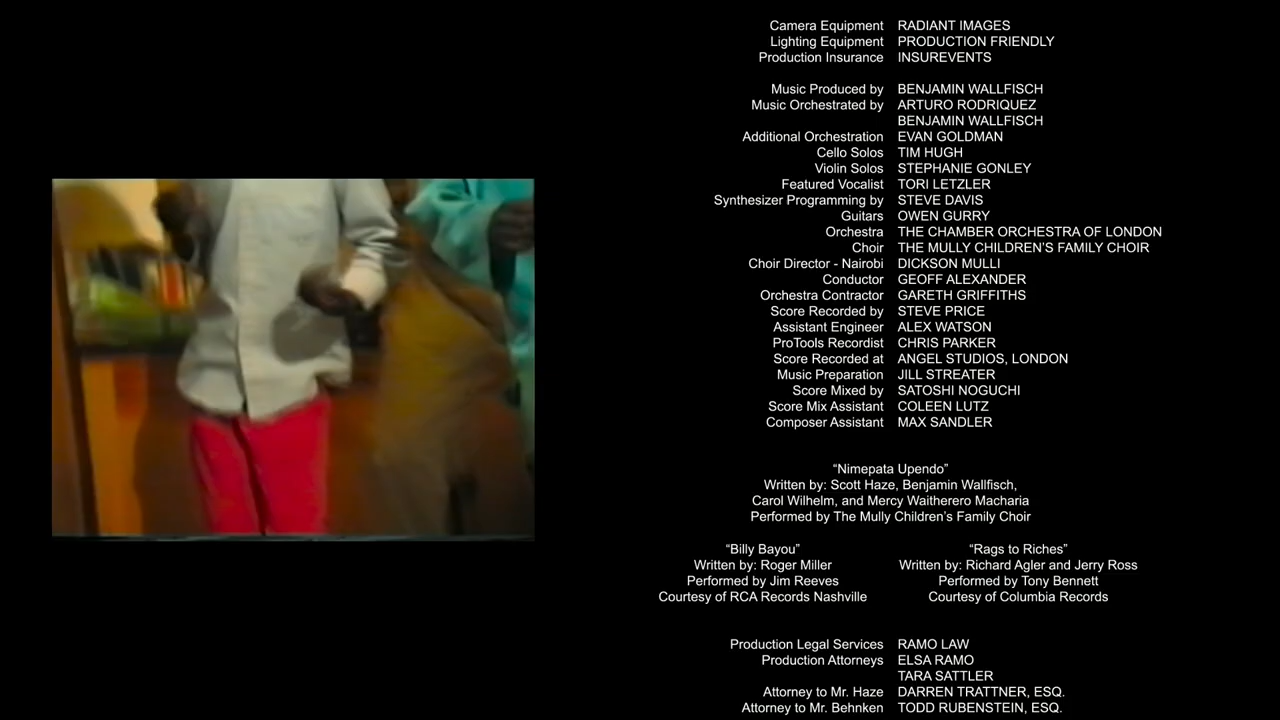 Camera Equipment RADIANT IMAGES
Lighting Equipment PRODUCTION FRIENDLY
Production Insurance INSUREVENTS
Music Produced by BENJAMIN WALLFISCH
Music Orchestrated by ARTURO RODRIQUEZ
BENJAMIN WALLFISCH
Additional Orchestration EVAN GOLDMAN
Cello Solos TIM HUGH
Violin Solos STEPHANIE GONLEY
Featured Vocalist TORI LETZLER
Synthesizer Programming by STEVE DAVIS
Guitars OWEN GURRY
Orchestra THE CHAMBER ORCHESTRA OF LONDON
Choir THE MULLY CHILDREN'S FAMILY CHOIR
Choir Director - Nairobi DICKSON MULLI
Conductor GEOFF ALEXANDER
Orchestra Contractor GARETH GRIFFITHS
Score Recorded by STEVE PRICE
Assistant Engineer ALEX WATSON
ProTools Recordist CHRIS PARKER
Score Recorded at ANGEL STUDIOS, LONDON
Music Preparation JILL STREATER
Score Mixed by SATOSHI NOGUCHI
Score Mix Assistant COLEEN LUTZ
Composer Assistant MAX SANDLER
“Nimepata Upendo”
Written by: Scott Haze, Benjamin Wallfisch,
Carol Wilhelm, and Mercy Waitherero Macharia
Performed by The Mully Children's Family Choir
“Billy Bayou”
Written by: Roger Miller
Performed by Jim Reeves
Courtesy of RCA Records Nashville
“Rags to Riches”
Written by: Richard Agler and Jerry Ross
Performed by Tony Bennett
Courtesy of Columbia Records
Production Legal Services RAMO LAW
Production Attorneys ELSA RAMO
TARA SATTLER
Attorney to Mr. Haze DARREN TRATTNER, ESQ.
Attorney to Mr. Behnken TODD RUBENSTEIN, ESQ.